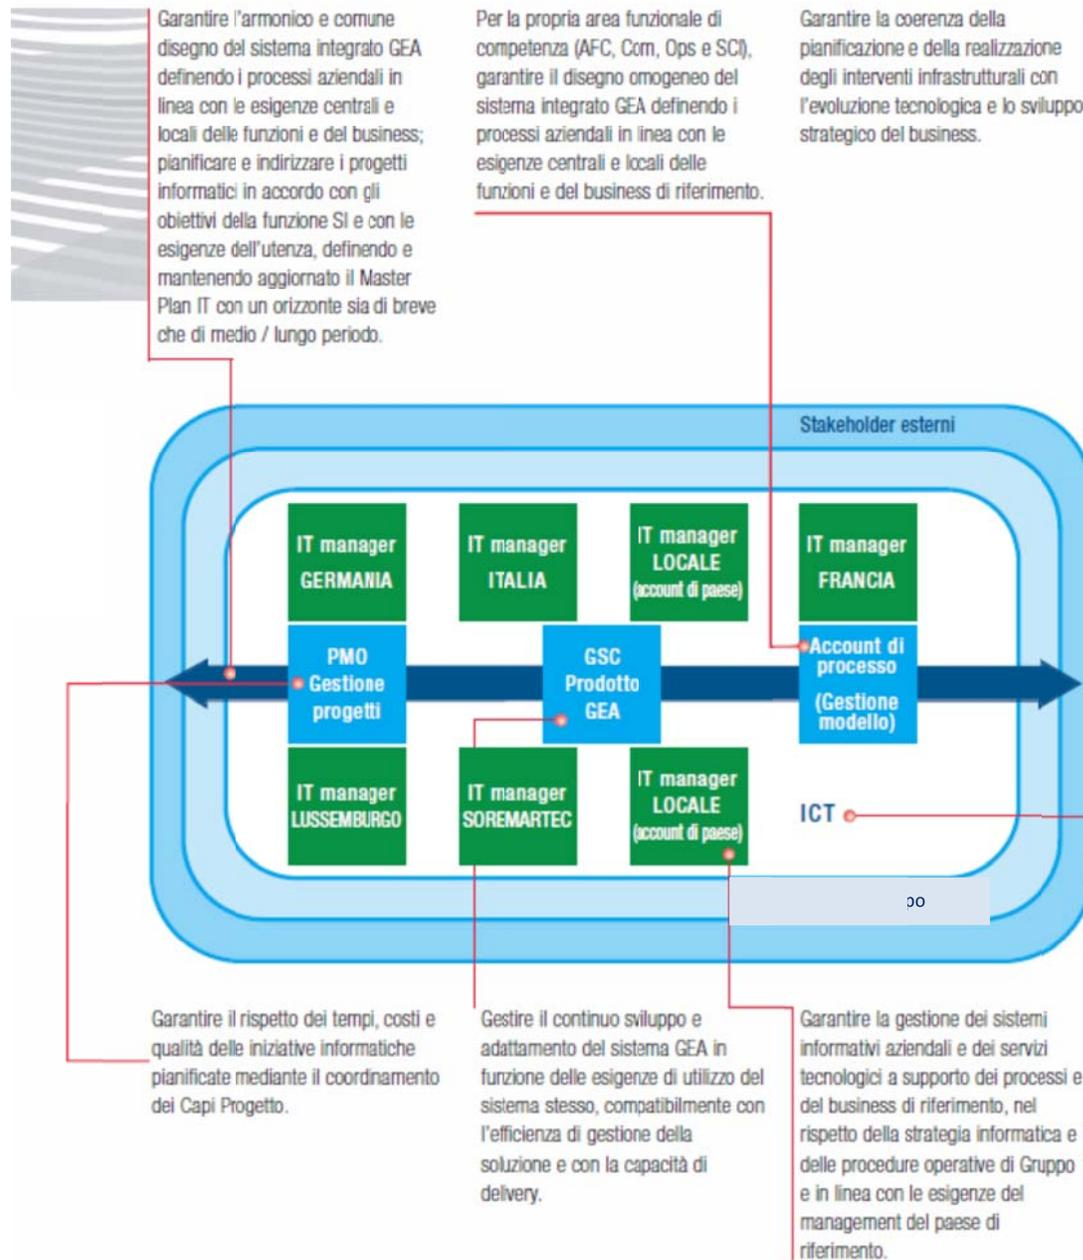 Garantire l'armonico e comune
disegno del sistema integrato GEA
definendo i processi aziendali in
linea con le esigenze centrali e
locali delle funzioni e del business;
pianificare e indirizzare i progetti
informatici in accordo con gli
obiettivi della funzione SI e con le
esigenze dell'utenza, definendo e
mantenendo aggiornato il Master
Plan IT con un orizzonte sia di breve
che di medio / lungo periodo.
Per la propria area funzionale di
competenza (AFC, Com, Ops e SCI),
garantire il disegno omogeneo del
sistema integrato GEA definendo i
processi aziendali in linea con le
esigenze centrali e locali delle
funzioni e del business di riferimento.
Garantire la coerenza della
pianificazione e della realizzazione
degli interventi infrastrutturali con
l'evoluzione tecnologica e lo sviluppo
strategico del business.
Stakeholder esterni
IT manager
GERMANIA
IT manager
ITALIA
IT manager
LOCALE
(account di paese)
IT manager
FRANCIA
PMO
Gestione
progetti
GSC
Prodotto
GEA
Account di
processo
(Gestione
modello)
IT manager
LUSSEMBURGO
IT manager
SOREMARTEC
IT manager
LOCALE
(account di paese)
ICT
po
Garantire il rispetto dei tempi, costi e
qualità delle iniziative informatiche
pianificate mediante il coordinamento
dei Capi Progetto.
Gestire il continuo sviluppo e
adattamento del sistema GEA in
funzione delle esigenze di utilizzo del
sistema stesso, compatibilmente con
l'efficienza di gestione della
soluzione e con la capacità di
delivery.
Garantire la gestione dei sistemi
informativi aziendali e dei servizi
tecnologici a supporto dei processi e
del business di riferimento, nel
rispetto della strategia informatica e
delle procedure operative di Gruppo
e in linea con le esigenze del
management del paese di
riferimento.